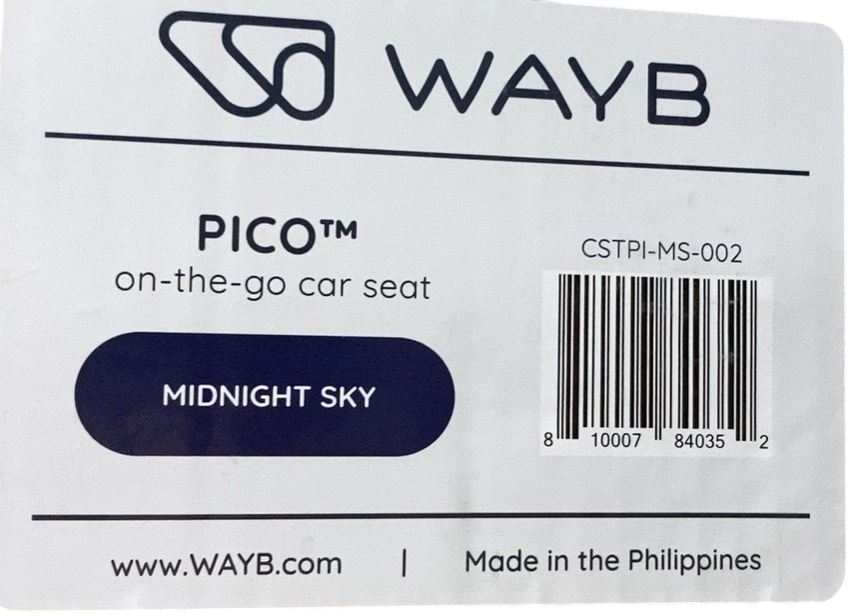 WAYB
PICO™
on-the-go car seat
MIDNIGHT SKY
CSTPI-MS-002
8 10007 84035 2
www.WAYB.com | Made in the Philippines